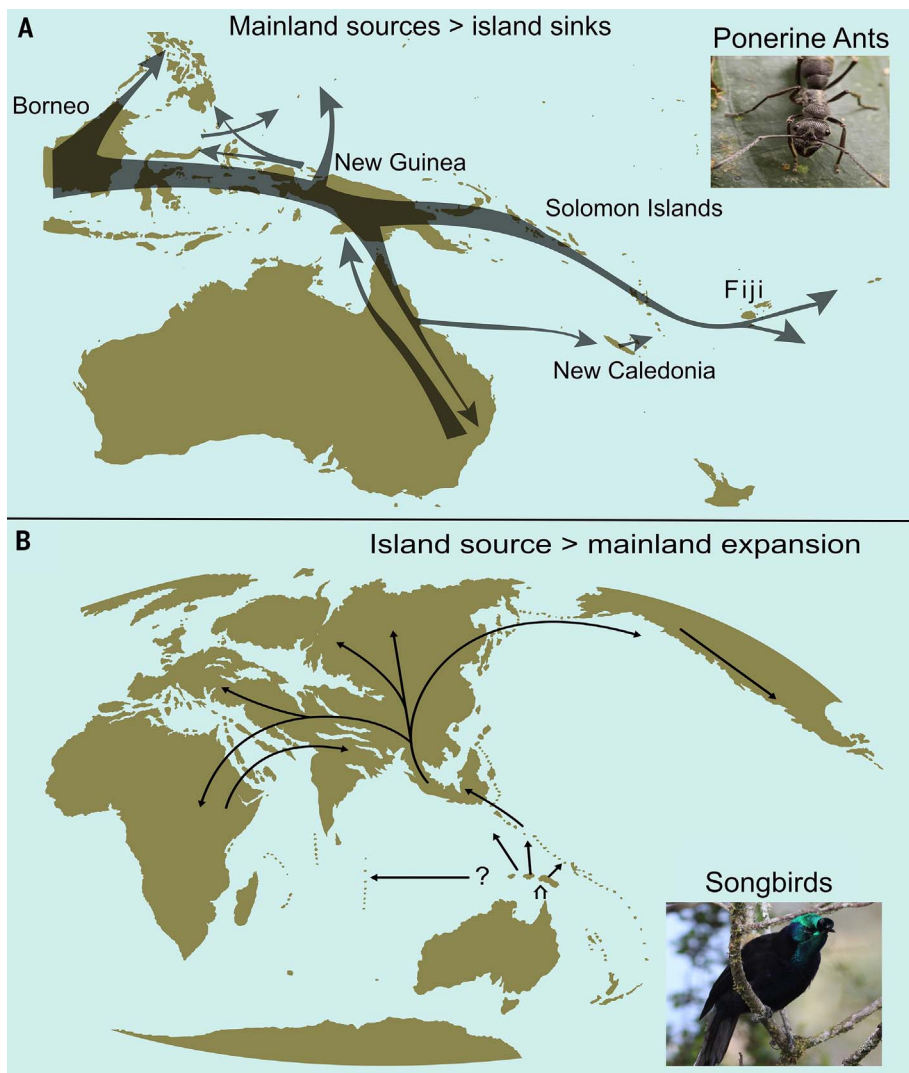 A
Mainland sources > island sinks
Ponerine Ants
Borneo
New Guinea
Solomon Islands
Fiji
New Caledonia
B
Island source > mainland expansion
?
Songbirds